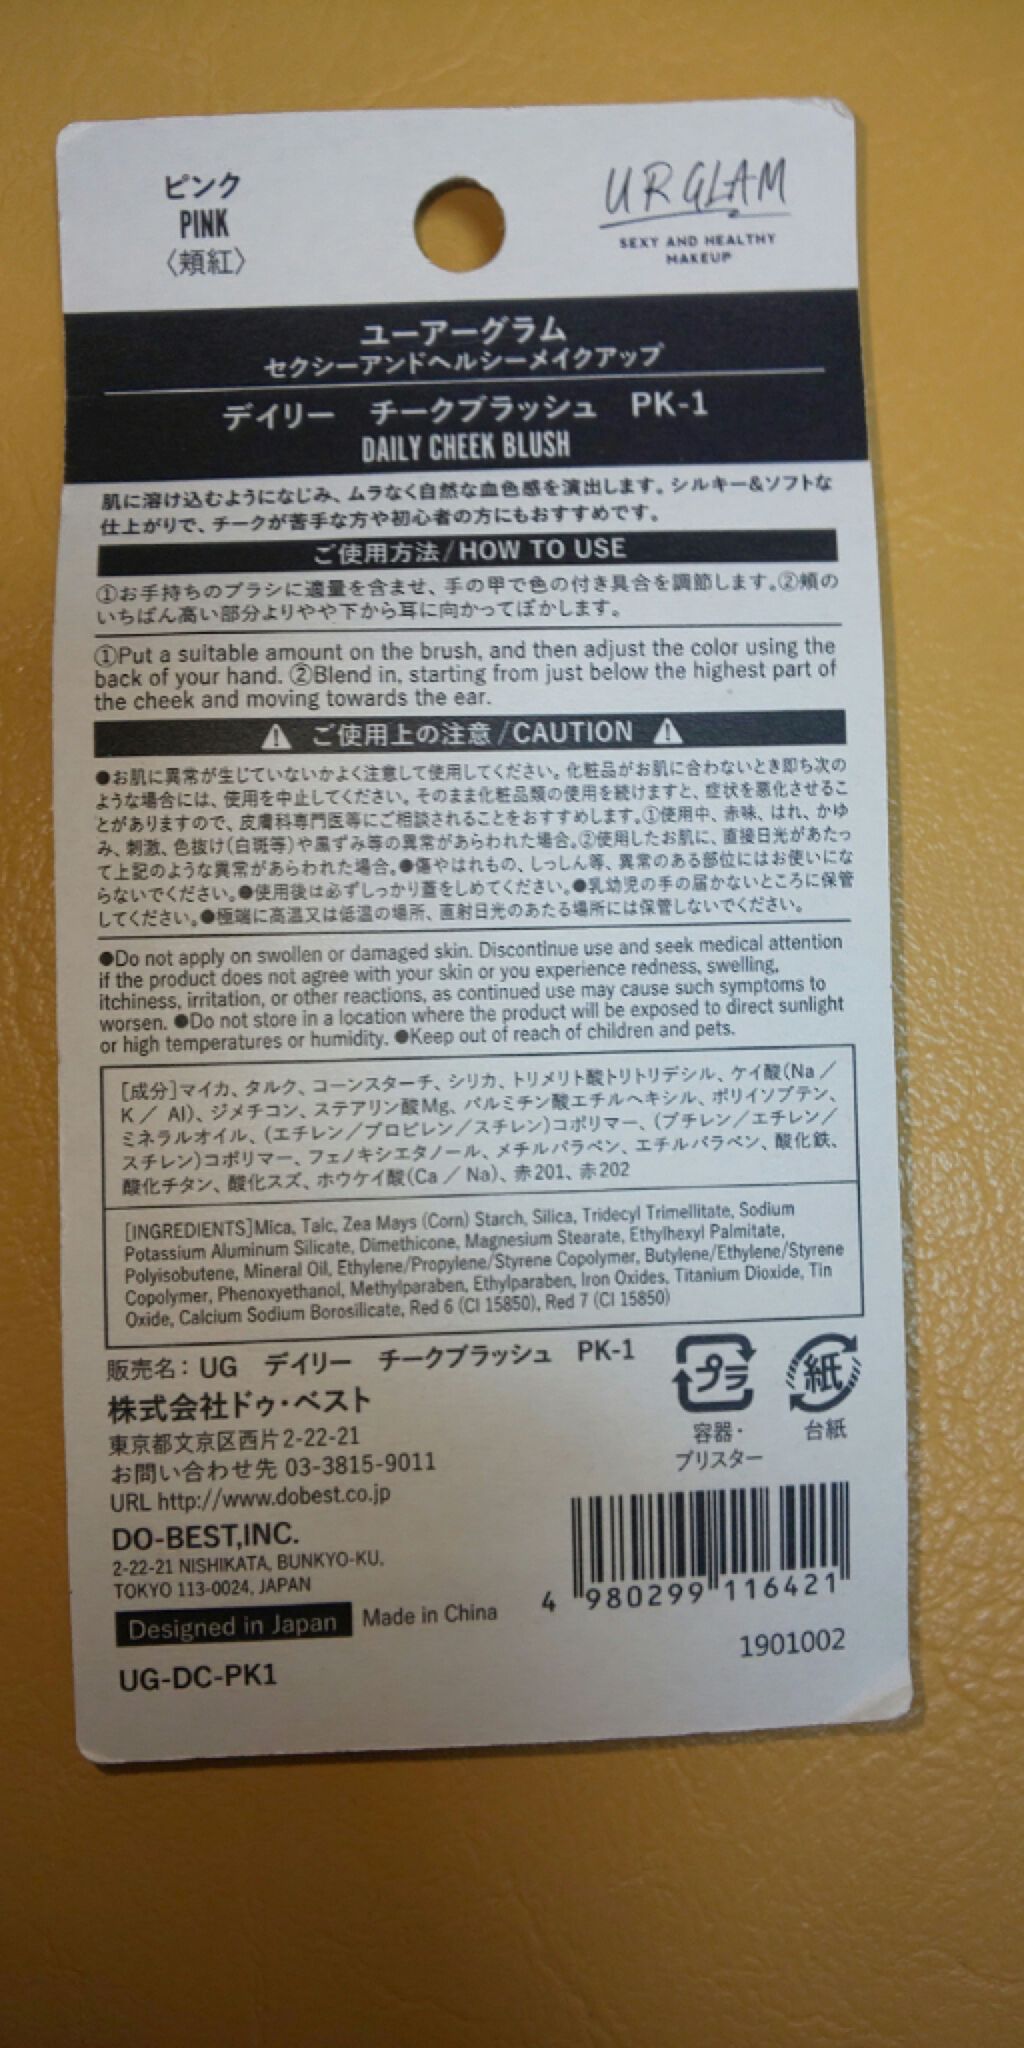 ピンク
PINK
〈頬紅〉
URGLAM
SEXY AND HEALTHY
MAKEUP
ユーアーグラム
セクシーアンドヘルシーメイクアップ
デイリー チークブラッシュ PK-1
DAILY CHEEK BLUSH
肌に溶け込むようになじみ、ムラなく自然な血色感を演出します。シルキー&ソフトな
仕上がりで、チークが苦手な方や初心者の方にもおすすめです。
ご使用方法/HOW TO USE
①お手持ちのブラシに適量を含ませ、手の甲で色の付き具合を調節します。②頬の
いちばん高い部分よりやや下から耳に向かってぼかします。
①Put a suitable amount on the brush, and then adjust the color using the
back of your hand. ②Blend in, starting from just below the highest part of
the cheek and moving towards the ear.
⚠ ご使用上の注意/CAUTION ⚠
●お肌に異常が生じていないかよく注意して使用してください。化粧品がお肌に合わないとき即ち次の
ような場合には、使用を中止してください。そのまま化粧品類の使用を続けますと、症状を悪化させるこ
とがありますので、皮膚科専門医等にご相談されることをおすすめします。①使用中、赤味、はれ、かゆ
み、刺激、色抜け(白斑等)や黒ずみ等の異常があらわれた場合。②使用したお肌に、直接日光があたっ
て上記のような異常があらわれた場合。●傷やはれもの、しっしん等、異常のある部位にはお使いにな
らないでください。●使用後は必ずしっかり蓋をしめてください。●乳幼児の手の届かないところに保管
してください。●極端に高温又は低温の場所、直射日光のあたる場所には保管しないでください。
●Do not apply on swollen or damaged skin. Discontinue use and seek medical attention
if the product does not agree with your skin or you experience redness, swelling,
itchiness, irritation, or other reactions, as continued use may cause such symptoms to
worsen. ●Do not store in a location where the product will be exposed to direct sunlight
or high temperatures or humidity. ●Keep out of reach of children and pets.
[成分]マイカ、タルク、コーンスターチ、シリカ、トリメリト酸トリトリデシル、ケイ酸(Na/
K/Al)、ジメチコン、ステアリン酸Mg、パルミチン酸エチルヘキシル、ポリイソブテン、
ミネラルオイル、(エチレン/プロピレン/スチレン)コポリマー、(ブチレン/エチレン/
スチレン)コポリマー、フェノキシエタノール、メチルパラベン、エチルパラベン、酸化鉄、
酸化チタン、酸化スズ、ホウケイ酸(Ca/Na)、赤201、赤202
[INGREDIENTS]Mica, Talc, Zea Mays (Corn) Starch, Silica, Tridecyl Trimellitate, Sodium
Potassium Aluminum Silicate, Dimethicone, Magnesium Stearate, Ethylhexyl Palmitate,
Polyisobutene, Mineral Oil, Ethylene/Propylene/Styrene Copolymer, Butylene/Ethylene/Styrene
Copolymer, Phenoxyethanol, Methylparaben, Ethylparaben, Iron Oxides, Titanium Dioxide, Tin
Oxide, Calcium Sodium Borosilicate, Red 6 (CI 15850), Red 7 (CI 15850)
販売名：UG デイリー チークブラッシュ PK-1
株式会社ドゥ・ベスト
東京都文京区西片2-22-21
お問い合わせ先 03-3815-9011
URL http://www.dobest.co.jp
DO-BEST,INC.
2-22-21 NISHIKATA, BUNKYO-KU,
TOKYO 113-0024, JAPAN
Designed in Japan Made in China
UG-DC-PK1
プラ
容器・
ブリスター
紙
台紙
4 980299 116421
1901002